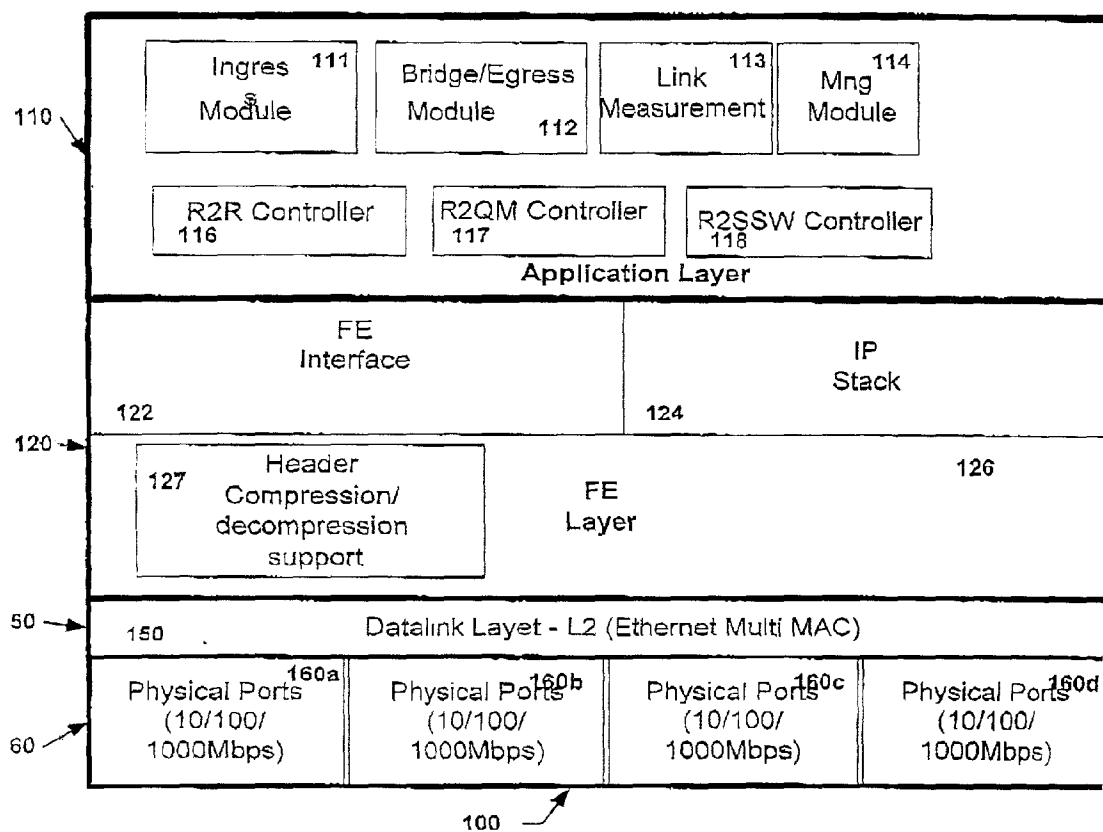 Ingres 111
s
Module
Bridge/Egress
Module 112
113
Link
Measurement
114
Mng
Module
110
R2R Controller
116
R2QM Controller
117
R2SSW Controller
118
Application Layer
FE
Interface
122
IP
Stack
124
120
127
Header
Compression/
decompression
support
FE
Layer
126
50
150
Datalink Layet - L2 (Ethernet Multi MAC)
160a
Physical Ports
(10/100/
1000Mbps)
160b
Physical Ports
(10/100/
1000Mbps)
160c
Physical Ports
(10/100/
1000Mbps)
160d
Physical Ports
(10/100/
1000Mbps)
60
100